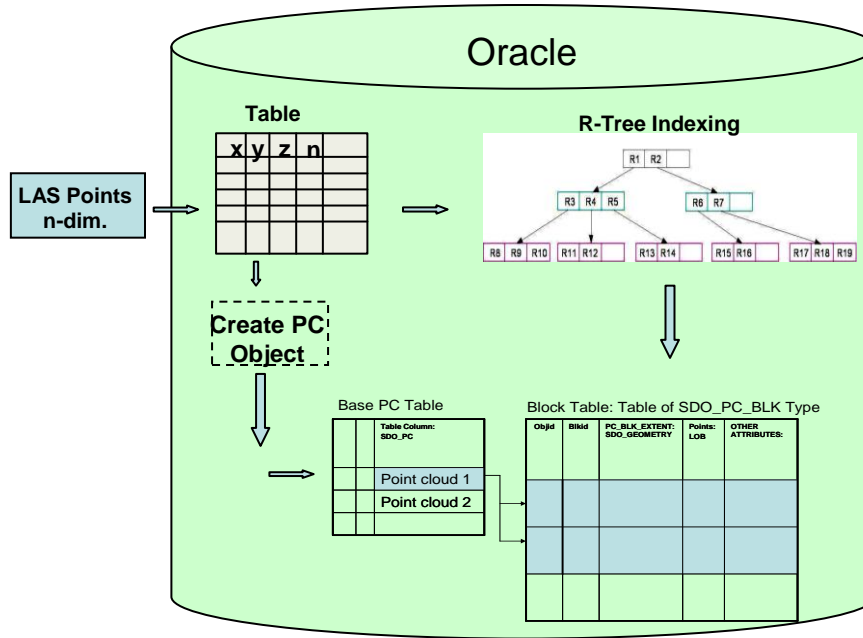 Oracle
Table
R-Tree Indexing
x y z n
R1 R2
LAS Points
n-dim.
R3 R4 R5
R6 R7
R8 R9 R10
R11 R12
R13 R14
R15 R16
R17 R18 R19
Create PC
Object
Base PC Table
Block Table: Table of SDO_PC_BLK Type
Table Column:
SDO_PC
Point cloud 1
Point cloud 2
Objid
Blkid
PC_BLK_EXTENT:
SDO_GEOMETRY
Points:
LOB
OTHER
ATTRIBUTES: